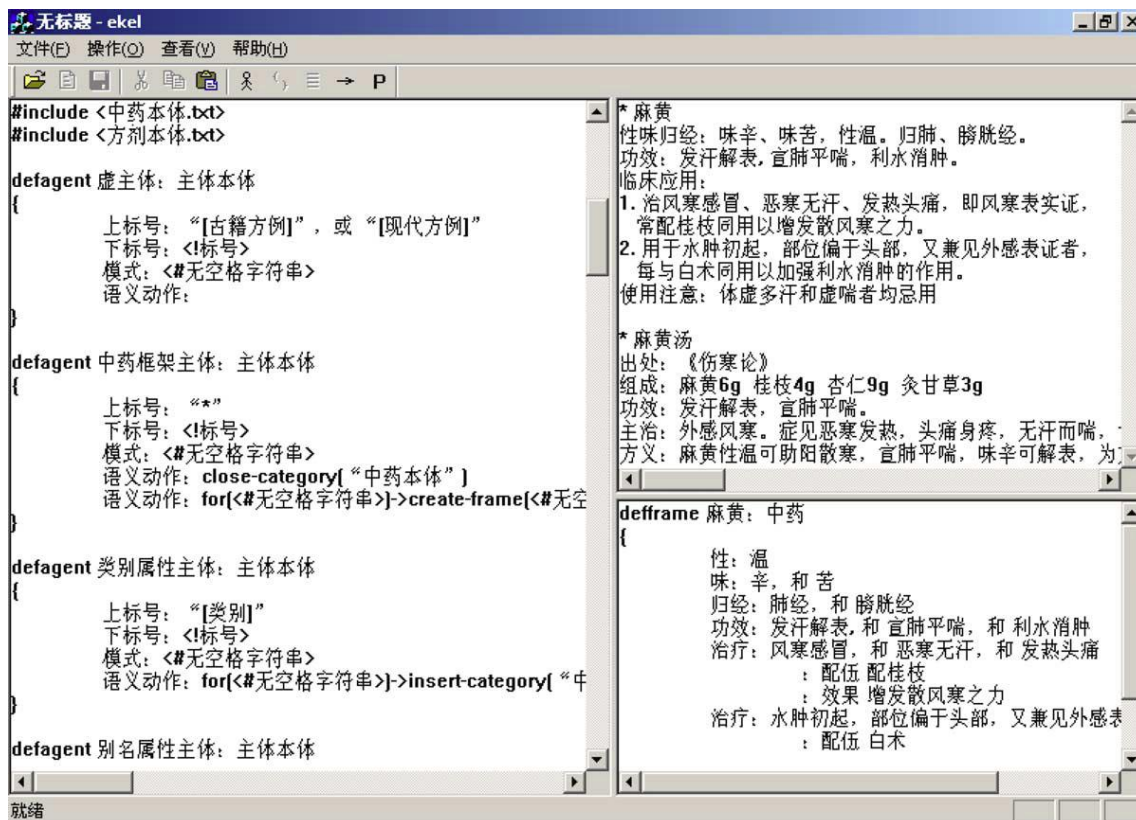 无标题 - ekel
文件(F) 操作(O) 查看(V) 帮助(H)
P
#include <中药本体.txt>
#include <方剂本体.txt>
defagent 虚主体：主体本体
{
上标号：“[古籍方例]”，或“[现代方例]”
下标号：<!标号>
模式：<#无空格字符串>
语义动作：
}
defagent 中药框架主体：主体本体
{
上标号：“*”
下标号：<!标号>
模式：<#无空格字符串>
语义动作：close-category(“中药本体”)
语义动作：for(<#无空格字符串>)->create-frame(<#无空
}
defagent 类别属性主体：主体本体
{
上标号：“[类别]”
下标号：<!标号>
模式：<#无空格字符串>
语义动作：for(<#无空格字符串>)->insert-category(“中
}
defagent 别名属性主体：主体本体
* 麻黄
性味归经：味辛、味苦，性温。归肺、膀胱经。
功效：发汗解表，宣肺平喘，利水消肿。
临床应用：
1. 治风寒感冒、恶寒无汗、发热头痛，即风寒表实证，
常配桂枝同用以增发散风寒之力。
2. 用于水肿初起，部位偏于头部，又兼见外感表证者，
每与白术同用以加强利水消肿的作用。
使用注意：体虚多汗和虚喘者均忌用
* 麻黄汤
出处：《伤寒论》
组成：麻黄6g 桂枝4g 杏仁9g 灸甘草3g
功效：发汗解表，宣肺平喘。
主治：外感风寒。症见恶寒发热，头痛身疼，无汗而喘，
方义：麻黄性温可助阳散寒，宣肺平喘，味辛可解表，为
defframe 麻黄：中药
{
性：温
味：辛，和 苦
归经：肺经，和 膀胱经
功效：发汗解表，和 宣肺平喘，和 利水消肿
治疗：风寒感冒，和 恶寒无汗，和 发热头痛
：配伍 配桂枝
：效果 增发散风寒之力
治疗：水肿初起，部位偏于头部，又兼见外感表
：配伍 白术
就绪